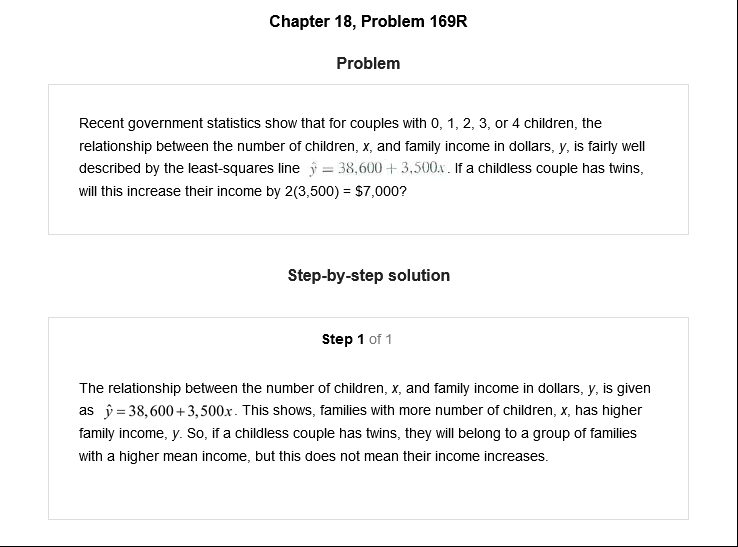 Chapter 18, Problem 169R
Problem
Recent government statistics show that for couples with 0, 1, 2, 3, or 4 children, the
relationship between the number of children, x, and family income in dollars, y, is fairly well
described by the least-squares line ŷ = 38,600 + 3,500x. If a childless couple has twins,
will this increase their income by 2(3,500) = $7,000?
Step-by-step solution
Step 1 of 1
The relationship between the number of children, x, and family income in dollars, y, is given
as ŷ = 38,600 + 3,500x. This shows, families with more number of children, x, has higher
family income, y. So, if a childless couple has twins, they will belong to a group of families
with a higher mean income, but this does not mean their income increases.